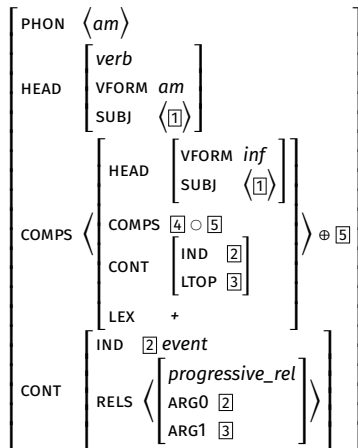 PHON ⟨am⟩
HEAD [verb
VFORM am
SUBJ ⟨[1]⟩]
COMPS ⟨[HEAD [VFORM inf
SUBJ ⟨[1]⟩]
COMPS [4] ○ [5]
CONT [IND [2]
LTOP [3]]
LEX +]⟩ ⊕ [5]
CONT [IND [2] event
RELS ⟨[progressive_rel
ARG0 [2]
ARG1 [3]]⟩]